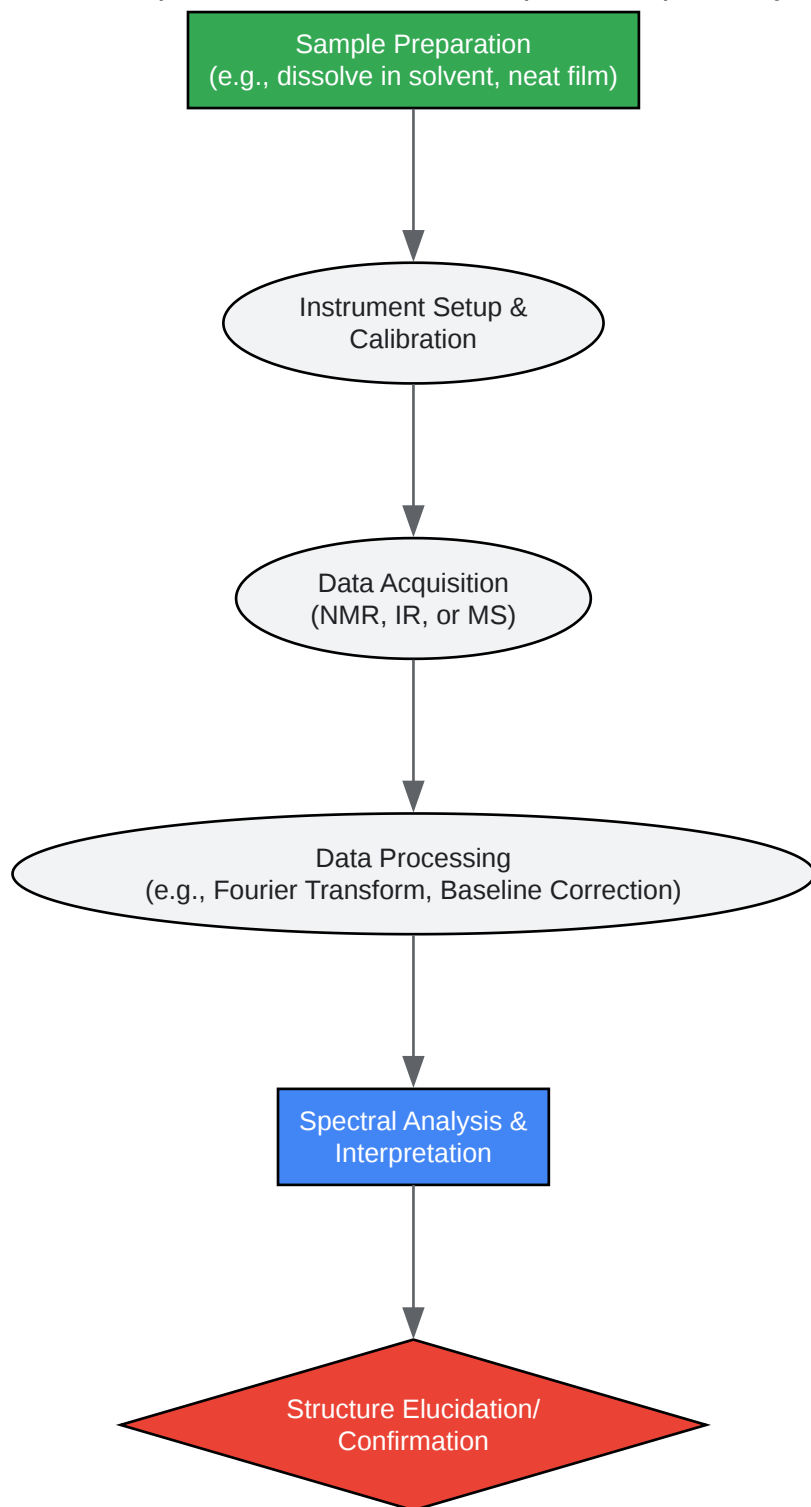 Sample Preparation
(e.g., dissolve in solvent, neat film)
Instrument Setup &
Calibration
Data Acquisition
(NMR, IR, or MS)
Data Processing
(e.g., Fourier Transform, Baseline Correction)
Spectral Analysis &
Interpretation
Structure Elucidation/
Confirmation